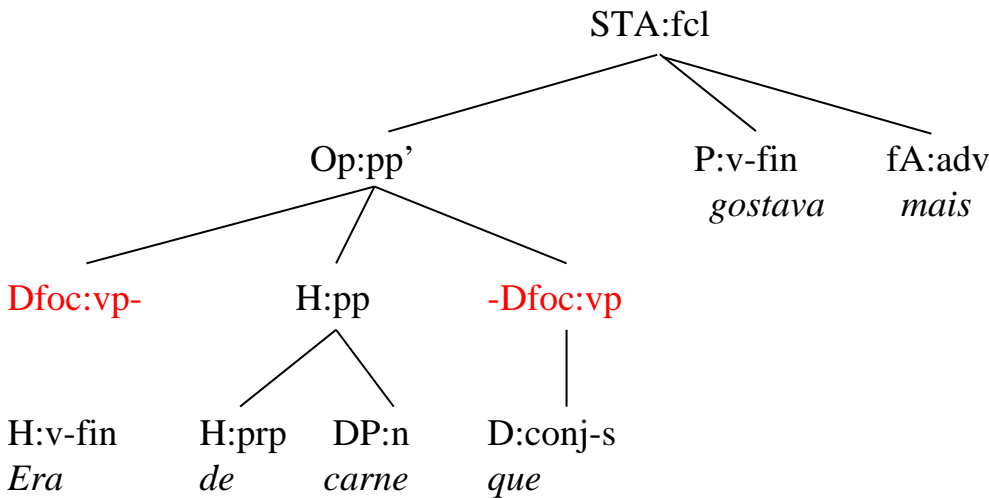 STA:fcl
Op:pp’ P:v-fin fA:adv
gostava mais
Dfoc:vp- H:pp -Dfoc:vp
H:v-fin H:prp DP:n D:conj-s
Era de carne que